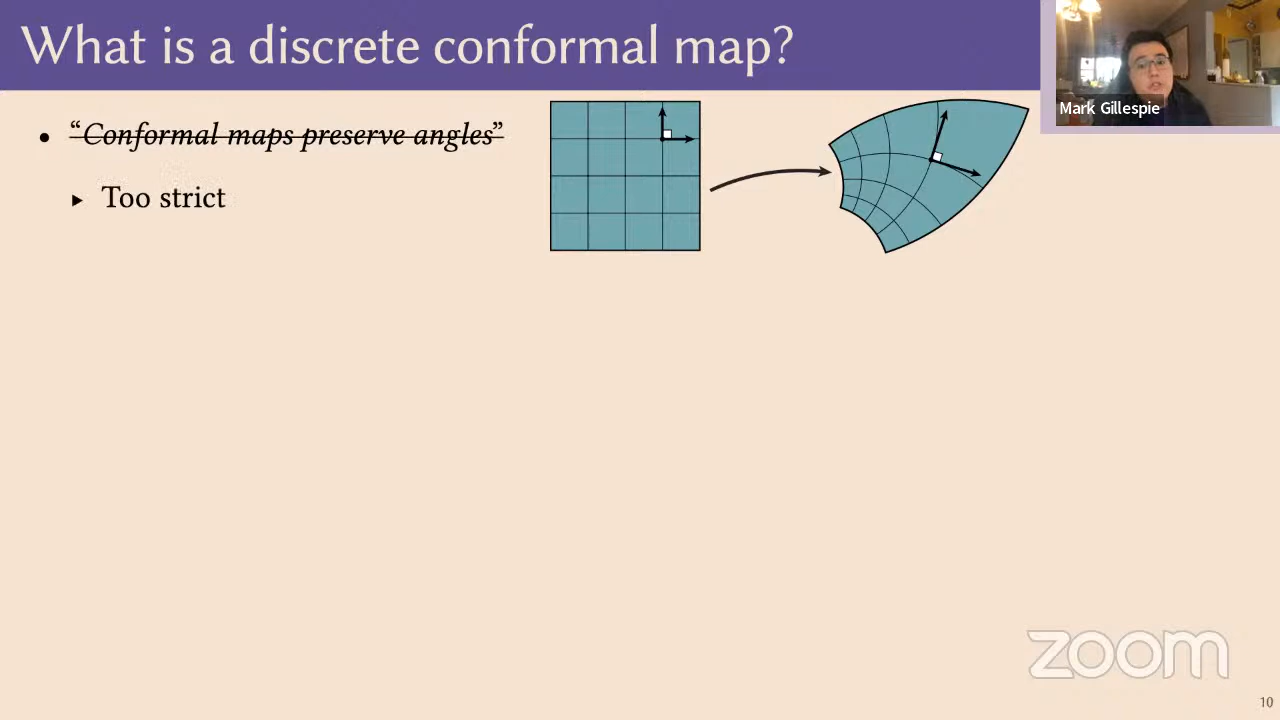 What is a discrete conformal map?
• “Conformal maps preserve angles”
▸ Too strict
Mark Gillespie
zoom
10